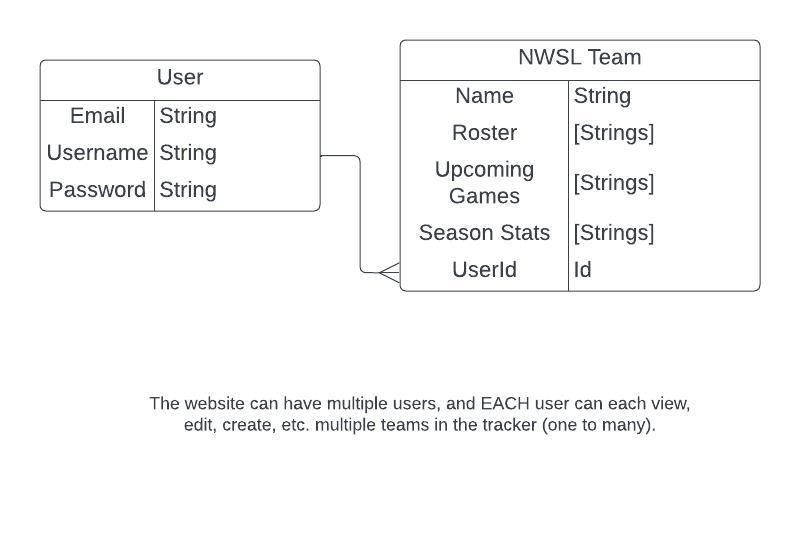 User
Email String
Username String
Password String
NWSL Team
Name String
Roster [Strings]
Upcoming
Games [Strings]
Season Stats [Strings]
UserId Id
The website can have multiple users, and EACH user can each view,
edit, create, etc. multiple teams in the tracker (one to many).